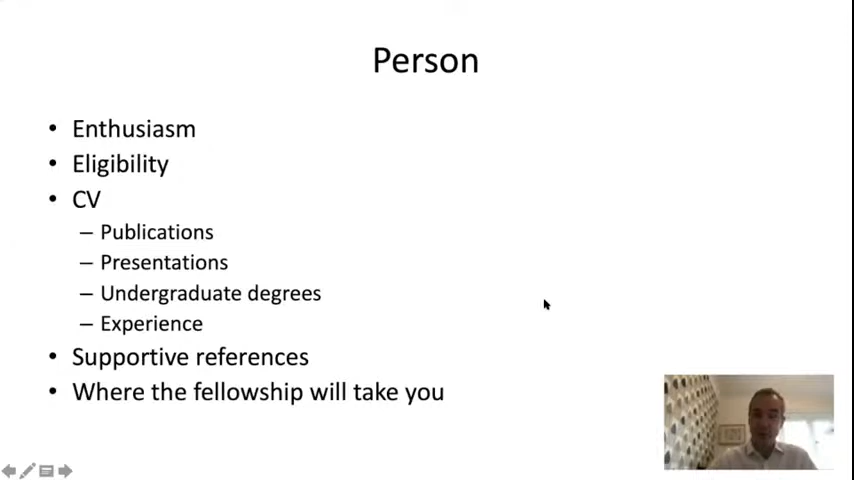 Person
• Enthusiasm
• Eligibility
• CV
– Publications
– Presentations
– Undergraduate degrees
– Experience
• Supportive references
• Where the fellowship will take you